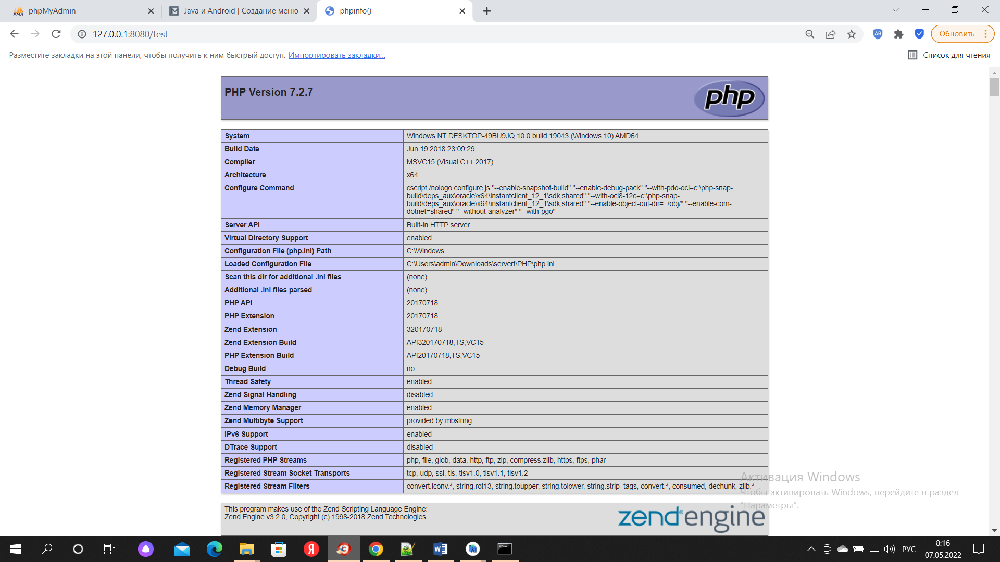 phpMyAdmin
Java и Android | Создание меню
phpinfo()
127.0.0.1:8080/test
Обновить
Разместите закладки на этой панели, чтобы получить к ним быстрый доступ. Импортировать закладки...
Список для чтения
PHP Version 7.2.7
php
System Windows NT DESKTOP-49BU9JQ 10.0 build 19043 (Windows 10) AMD64
Build Date Jun 19 2018 23:09:29
Compiler MSVC15 (Visual C++ 2017)
Architecture x64
Configure Command cscript /nologo configure.js "--enable-snapshot-build" "--enable-debug-pack" "--with-pdo-oci=c:\php-snap-
build\deps_aux\oracle\x64\instantclient_12_1\sdk,shared" "--with-oci8-12c=c:\php-snap-
build\deps_aux\oracle\x64\instantclient_12_1\sdk,shared" "--enable-object-out-dir=../obj/" "--enable-com-
dotnet=shared" "--without-analyzer" "--with-pgo"
Server API Built-in HTTP server
Virtual Directory Support enabled
Configuration File (php.ini) Path C:\Windows
Loaded Configuration File C:\Users\admin\Downloads\servert\PHP\php.ini
Scan this dir for additional .ini files (none)
Additional .ini files parsed (none)
PHP API 20170718
PHP Extension 20170718
Zend Extension 320170718
Zend Extension Build API320170718,TS,VC15
PHP Extension Build API20170718,TS,VC15
Debug Build no
Thread Safety enabled
Zend Signal Handling disabled
Zend Memory Manager enabled
Zend Multibyte Support provided by mbstring
IPv6 Support enabled
DTrace Support disabled
Registered PHP Streams php, file, glob, data, http, ftp, zip, compress.zlib, https, ftps, phar
Registered Stream Socket Transports tcp, udp, ssl, tls, tlsv1.0, tlsv1.1, tlsv1.2
Registered Stream Filters convert.iconv.*, string.rot13, string.toupper, string.tolower, string.strip_tags, convert.*, consumed, dechunk, zlib.*
Активация Windows
Чтобы активировать Windows, перейдите в раздел
"Параметры".
This program makes use of the Zend Scripting Language Engine:
Zend Engine v3.2.0, Copyright (c) 1998-2018 Zend Technologies
zend engine
РУС
8:16
07.05.2022